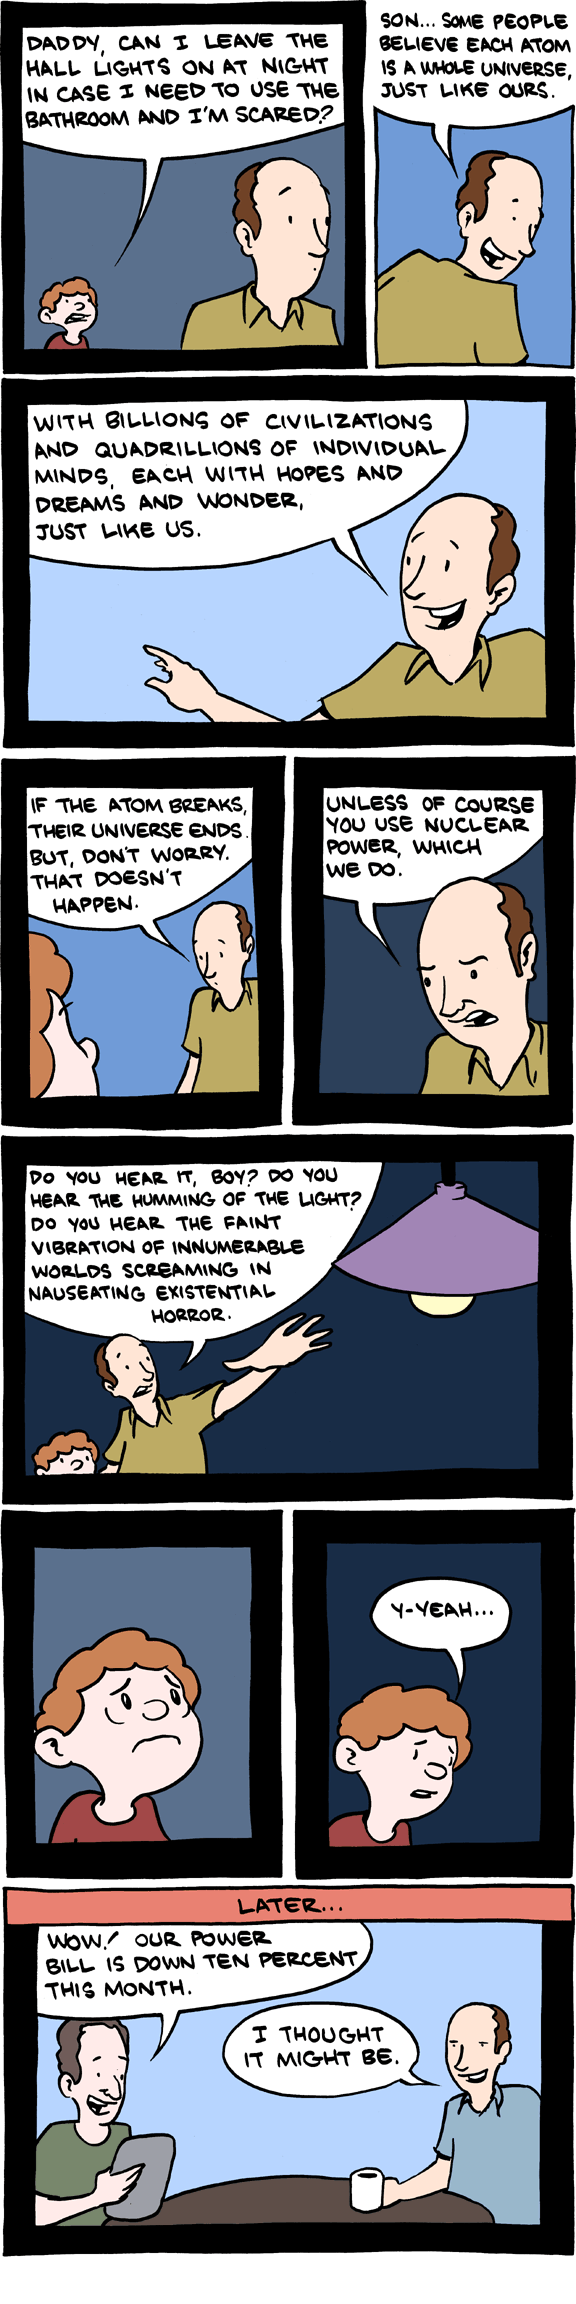 DADDY, CAN I LEAVE THE
HALL LIGHTS ON AT NIGHT
IN CASE I NEED TO USE THE
BATHROOM AND I'M SCARED?
SON... SOME PEOPLE
BELIEVE EACH ATOM
IS A WHOLE UNIVERSE,
JUST LIKE OURS.
WITH BILLIONS OF CIVILIZATIONS
AND QUADRILLIONS OF INDIVIDUAL
MINDS, EACH WITH HOPES AND
DREAMS AND WONDER,
JUST LIKE US.
IF THE ATOM BREAKS,
THEIR UNIVERSE ENDS.
BUT, DON'T WORRY.
THAT DOESN'T
HAPPEN.
UNLESS OF COURSE
YOU USE NUCLEAR
POWER, WHICH
WE DO.
DO YOU HEAR IT, BOY? DO YOU
HEAR THE HUMMING OF THE LIGHT?
DO YOU HEAR THE FAINT
VIBRATION OF INNUMERABLE
WORLDS SCREAMING IN
NAUSEATING EXISTENTIAL
HORROR.
Y-YEAH...
LATER...
WOW! OUR POWER
BILL IS DOWN TEN PERCENT
THIS MONTH.
I THOUGHT
IT MIGHT BE.